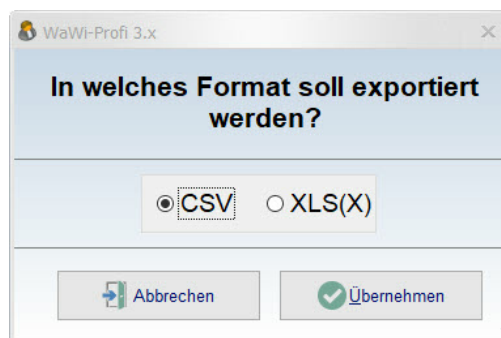 WaWi-Profi 3.x
In welches Format soll exportiert
werden?
CSV XLS(X)
Abbrechen Übernehmen